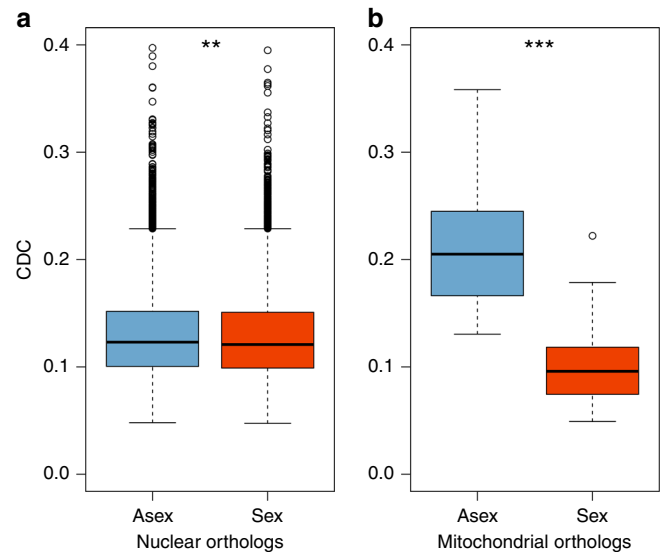 a
b
**
***
0.4
0.3
0.2
0.1
0.0
CDC
0.4
0.3
0.2
0.1
0.0
Asex Sex
Nuclear orthologs
Asex Sex
Mitochondrial orthologs